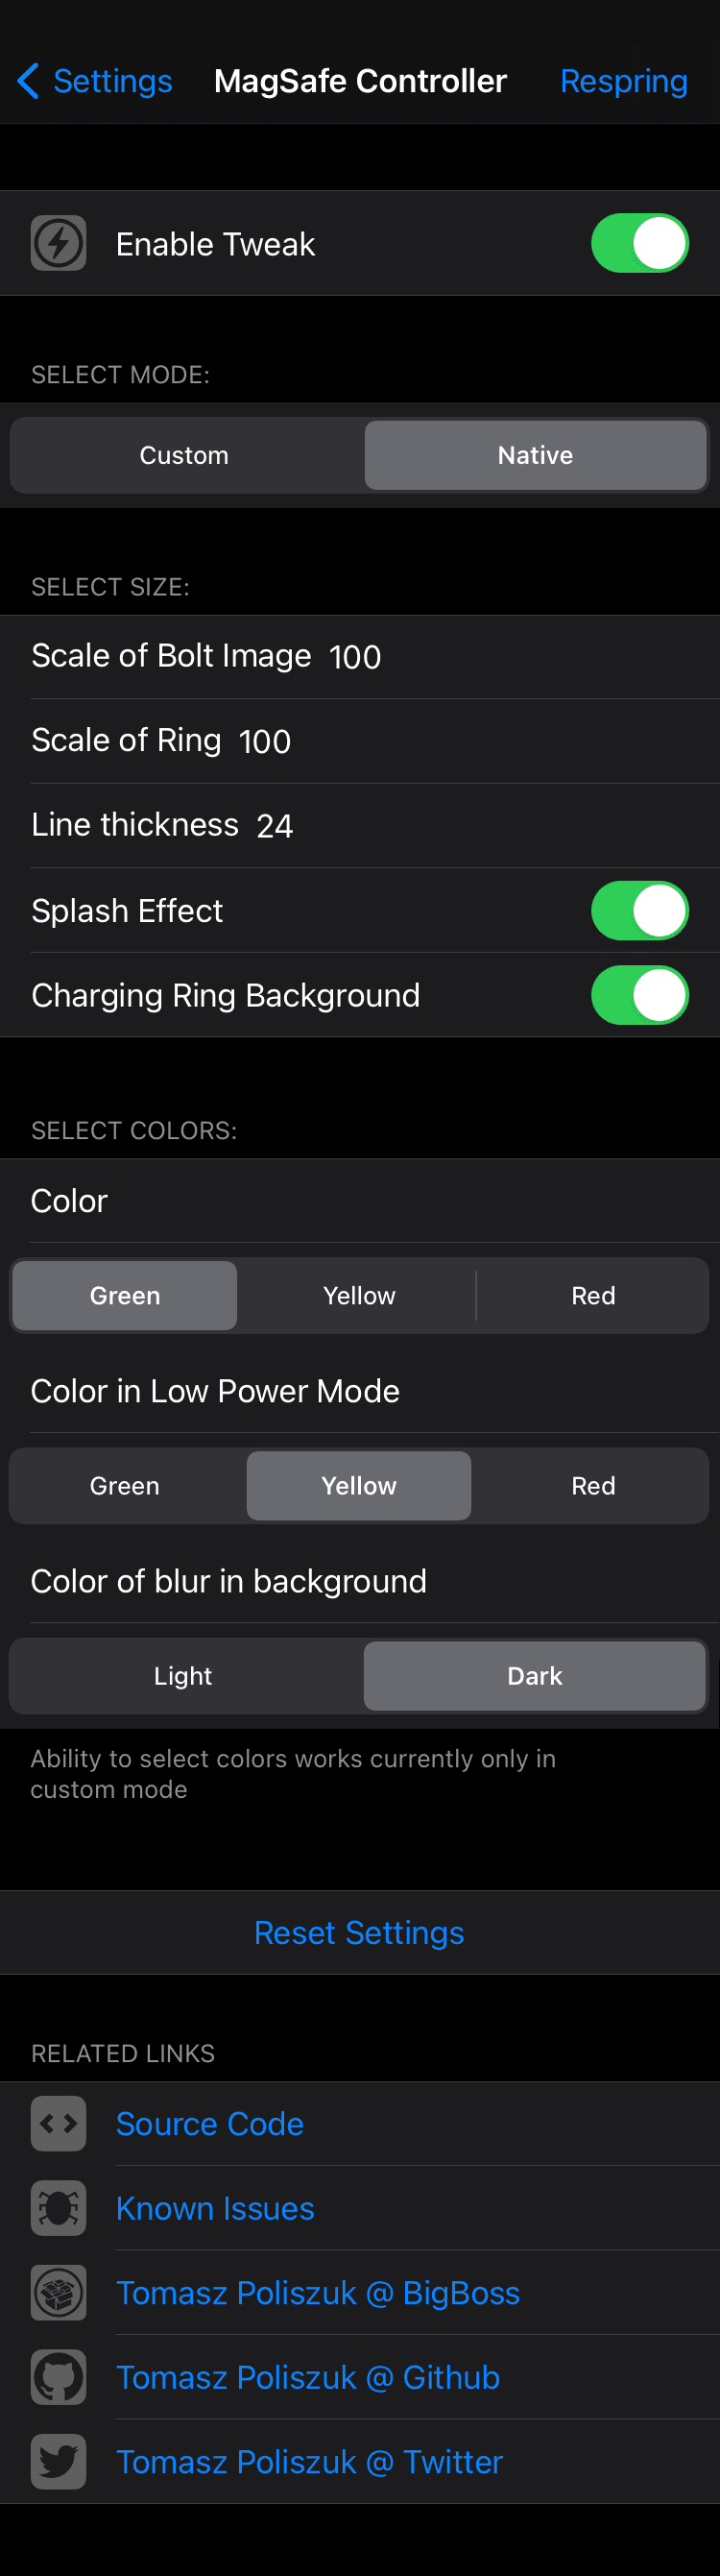 Settings MagSafe Controller Respring
Enable Tweak
SELECT MODE:
Custom Native
SELECT SIZE:
Scale of Bolt Image 100
Scale of Ring 100
Line thickness 24
Splash Effect
Charging Ring Background
SELECT COLORS:
Color
Green Yellow Red
Color in Low Power Mode
Green Yellow Red
Color of blur in background
Light Dark
Ability to select colors works currently only in
custom mode
Reset Settings
RELATED LINKS
Source Code
Known Issues
Tomasz Poliszuk @ BigBoss
Tomasz Poliszuk @ Github
Tomasz Poliszuk @ Twitter